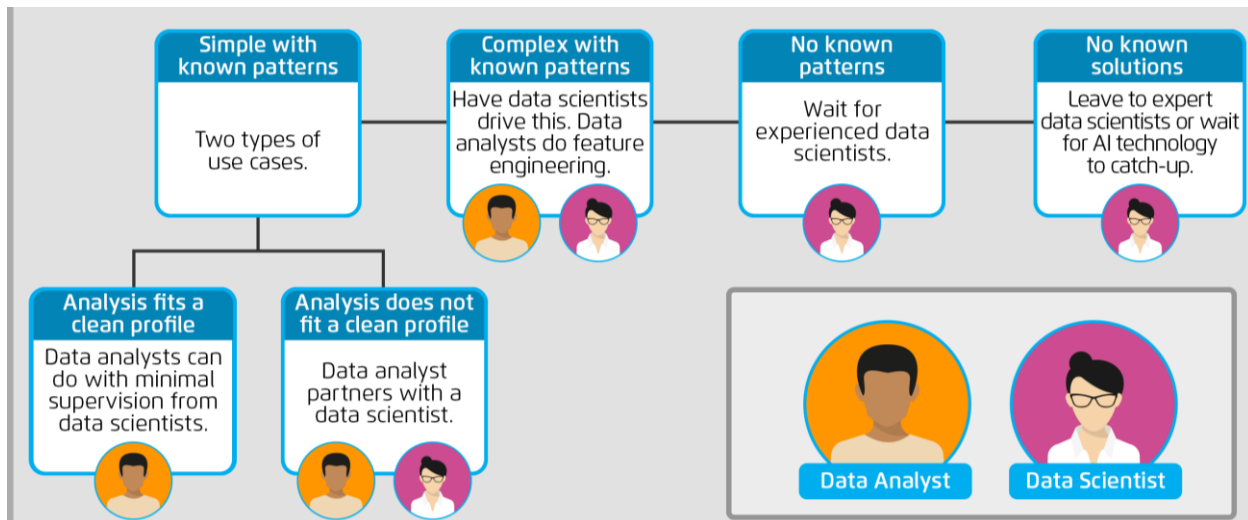 Simple with
known patterns
Two types of
use cases.
Complex with
known patterns
Have data scientists
drive this. Data
analysts do feature
engineering.
No known
patterns
Wait for
experienced data
scientists.
No known
solutions
Leave to expert
data scientists or wait
for AI technology
to catch-up.
Analysis fits a
clean profile
Data analysts can
do with minimal
supervision from
data scientists.
Analysis does not
fit a clean profile
Data analyst
partners with a
data scientist.
Data Analyst
Data Scientist